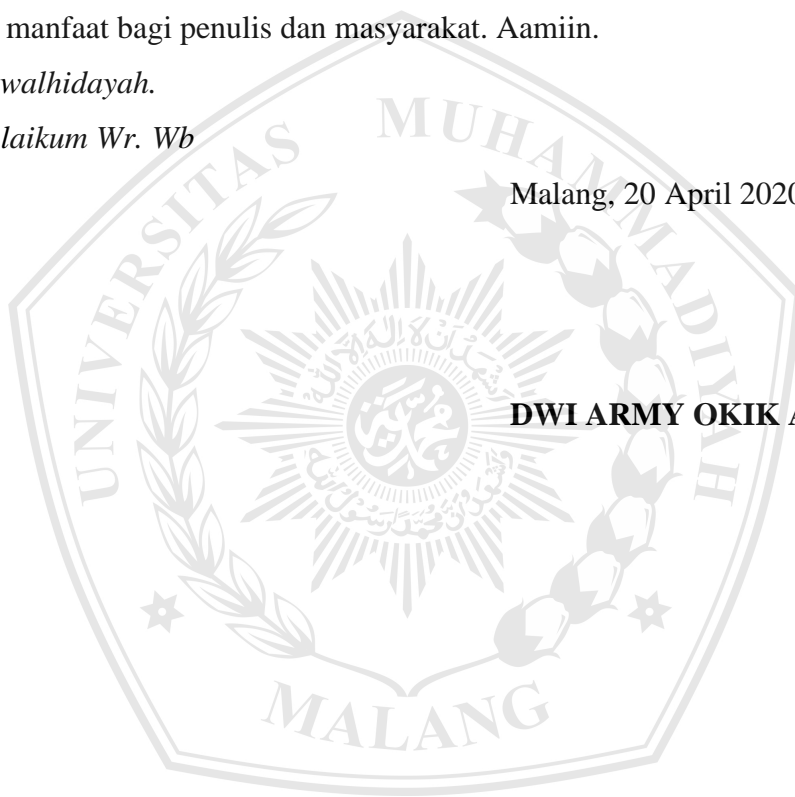 manfaat bagi penulis dan masyarakat. Aamiin.
walhidayah.
laikum Wr. Wb
Malang, 20 April 2020
DWI ARMY OKIK A
UNIVERSITAS MUHAMMADIYAH
MALANG